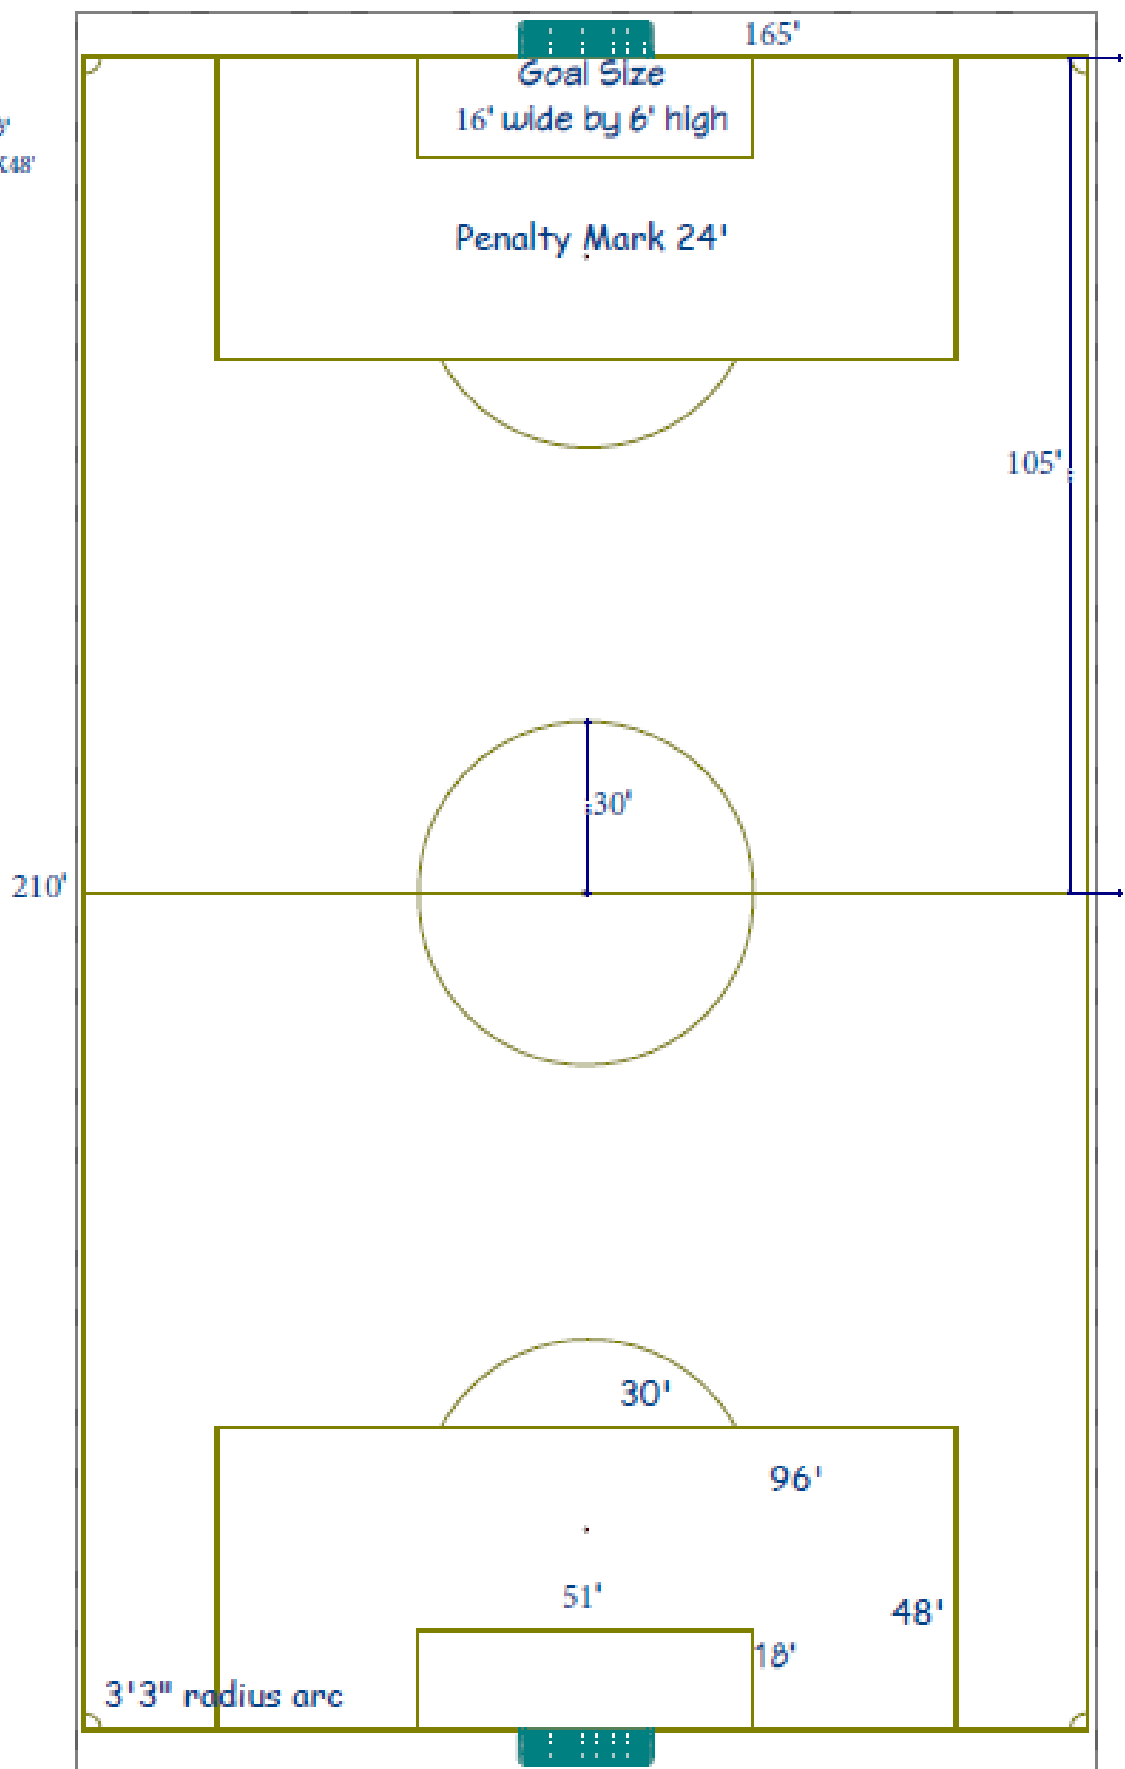 165'
Goal Size
16' wide by 6' high
K48'
Penalty Mark 24'
105'
30'
210'
30'
96'
51'
48'
18'
3'3" radius arc